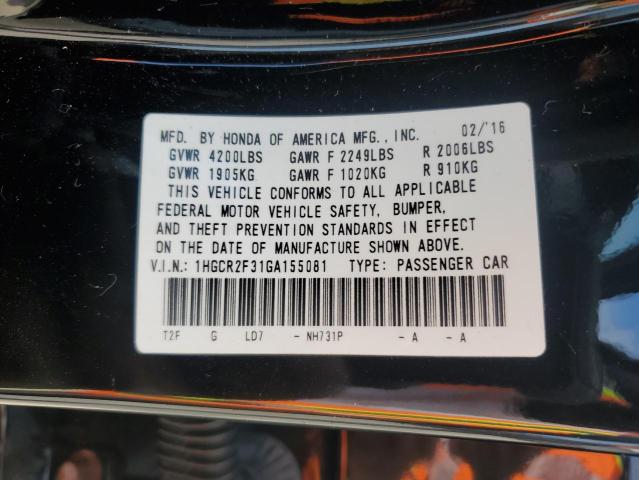 MFD. BY HONDA OF AMERICA MFG., INC. 02/'16
GVWR 4200LBS GAWR F 2249LBS R 2006LBS
GVWR 1905KG GAWR F 1020KG R 910KG
THIS VEHICLE CONFORMS TO ALL APPLICABLE
FEDERAL MOTOR VEHICLE SAFETY, BUMPER,
AND THEFT PREVENTION STANDARDS IN EFFECT
ON THE DATE OF MANUFACTURE SHOWN ABOVE.
V.I.N.: 1HGCR2F31GA155081 TYPE: PASSENGER CAR
T2F G LD7 - NH731P - A - A